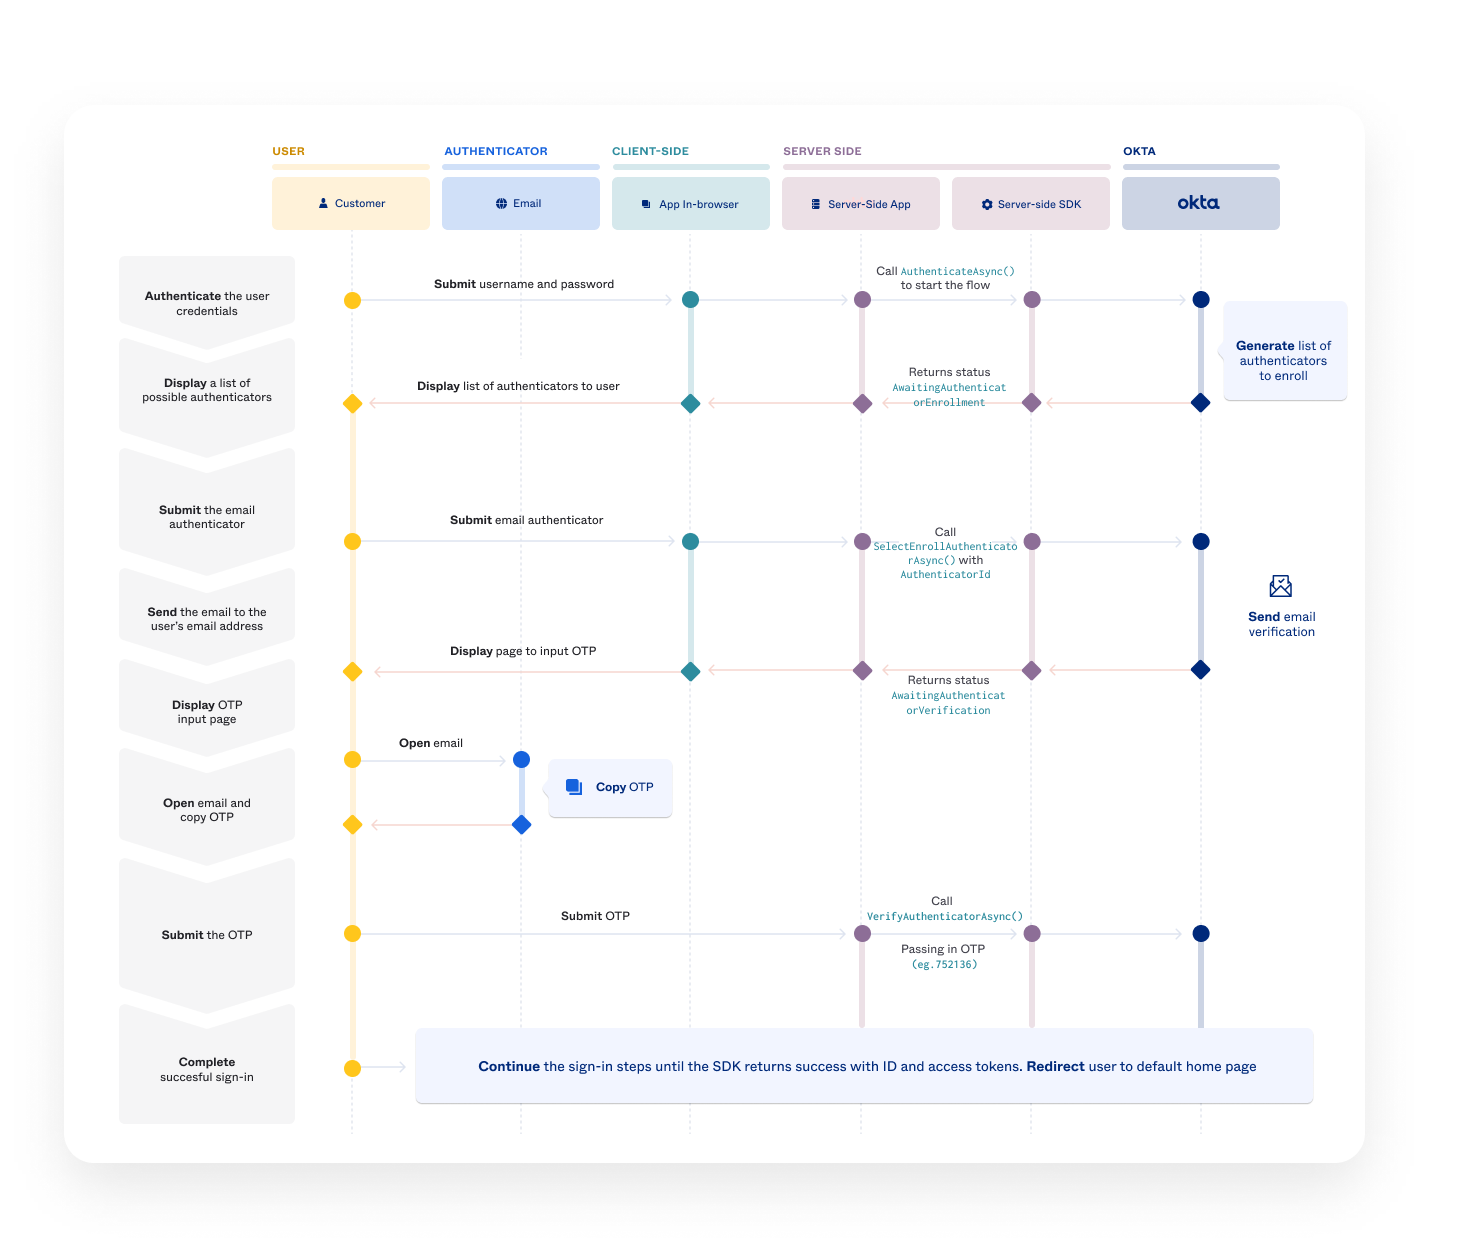 USER
AUTHENTICATOR
CLIENT-SIDE
SERVER SIDE
OKTA
Customer
Email
App In-browser
Server-Side App
Server-side SDK
okta
Authenticate the user
credentials
Submit username and password
Call AuthenticateAsync()
to start the flow
Generate list of
authenticators
to enroll
Display a list of
possible authenticators
Display list of authenticators to user
Returns status
AwaitingAuthenticat
orEnrollment
Submit the email
authenticator
Submit email authenticator
Call
SelectEnrollAuthenticato
rAsync() with
AuthenticatorId
Send the email to the
user's email address
Send email
verification
Display OTP
input page
Display page to input OTP
Returns status
AwaitingAuthenticat
orVerification
Open email and
copy OTP
Open email
Copy OTP
Submit the OTP
Submit OTP
Call
VerifyAuthenticatorAsync()
Passing in OTP
(eg.752136)
Complete
succesful sign-in
Continue the sign-in steps until the SDK returns success with ID and access tokens. Redirect user to default home page